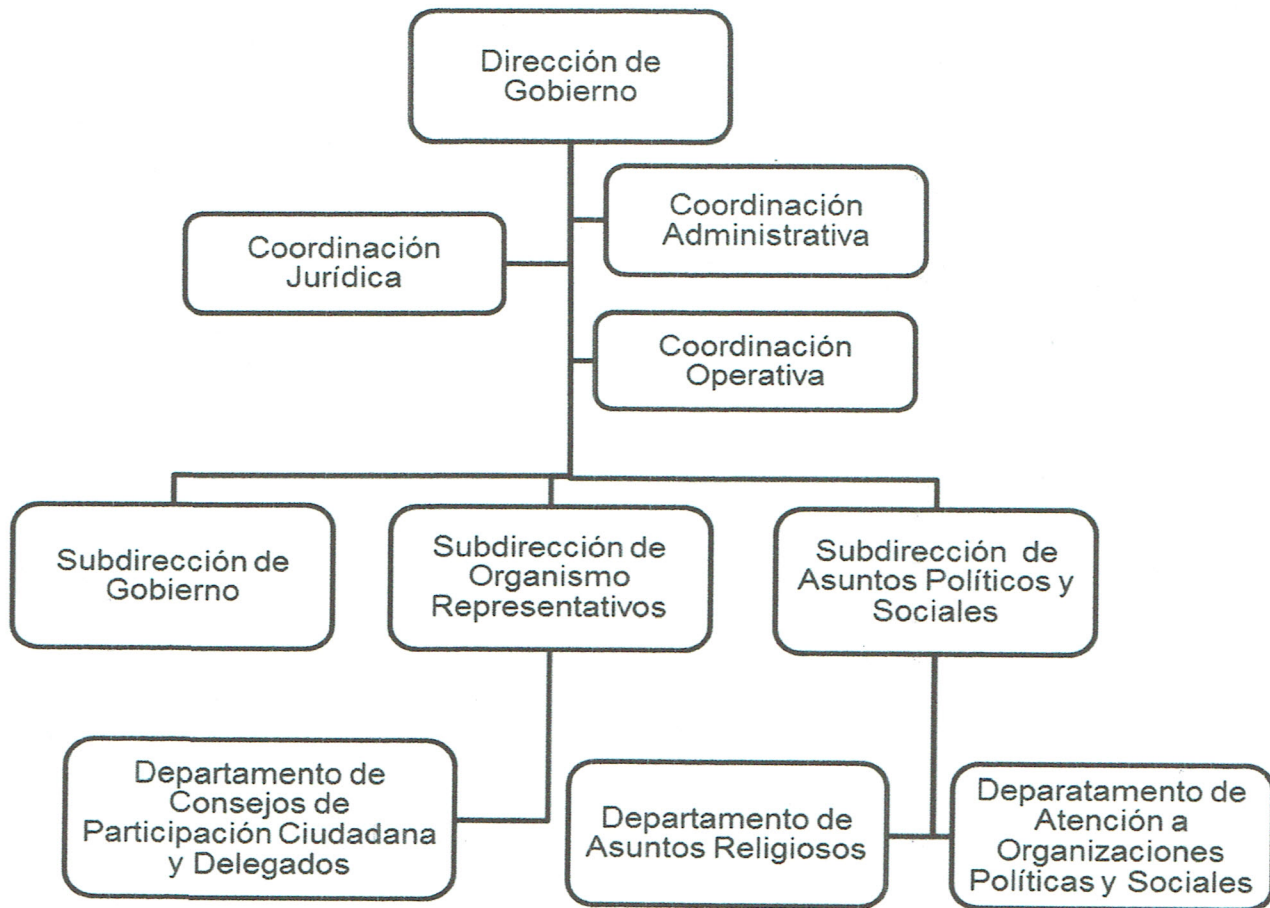 Dirección de
Gobierno
Coordinación
Administrativa
Coordinación
Jurídica
Coordinación
Operativa
Subdirección de
Gobierno
Subdirección de
Organismo
Representativos
Subdirección de
Asuntos Políticos y
Sociales
Departamento de
Consejos de
Participación Ciudadana
y Delegados
Departamento de
Asuntos Religiosos
Deparatamento de
Atención a
Organizaciones
Políticas y Sociales